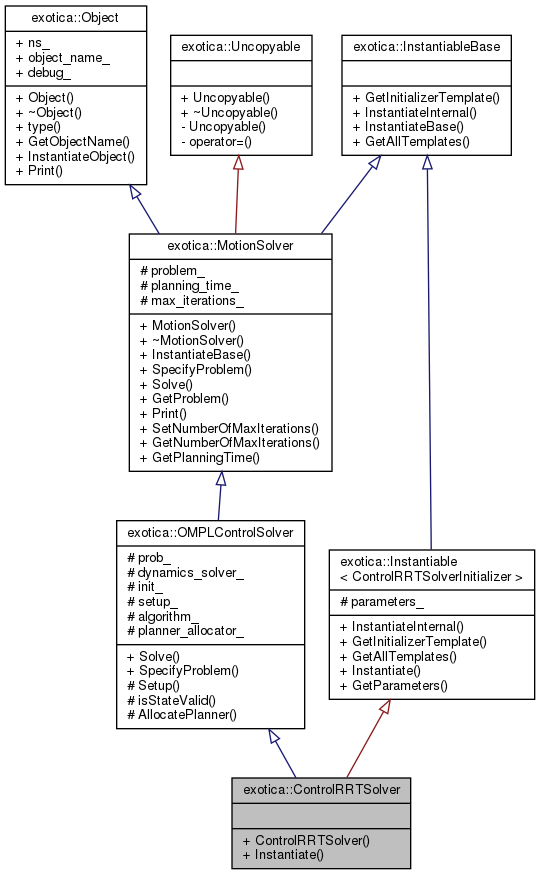 exotica::Object
+ ns_
+ object_name_
+ debug_
+ Object()
+ ~Object()
+ type()
+ GetObjectName()
+ InstantiateObject()
+ Print()
exotica::Uncopyable
+ Uncopyable()
+ ~Uncopyable()
- Uncopyable()
- operator=()
exotica::InstantiableBase
+ GetInitializerTemplate()
+ InstantiateInternal()
+ InstantiateBase()
+ GetAllTemplates()
exotica::MotionSolver
# problem_
# planning_time_
# max_iterations_
+ MotionSolver()
+ ~MotionSolver()
+ InstantiateBase()
+ SpecifyProblem()
+ Solve()
+ GetProblem()
+ Print()
+ SetNumberOfMaxIterations()
+ GetNumberOfMaxIterations()
+ GetPlanningTime()
exotica::OMPLControlSolver
# prob_
# dynamics_solver_
# init_
# setup_
# algorithm_
# planner_allocator_
+ Solve()
+ SpecifyProblem()
# Setup()
# isStateValid()
# AllocatePlanner()
exotica::Instantiable
< ControlRRTSolverInitializer >
# parameters_
+ InstantiateInternal()
+ GetInitializerTemplate()
+ GetAllTemplates()
+ Instantiate()
+ GetParameters()
exotica::ControlRRTSolver
+ ControlRRTSolver()
+ Instantiate()